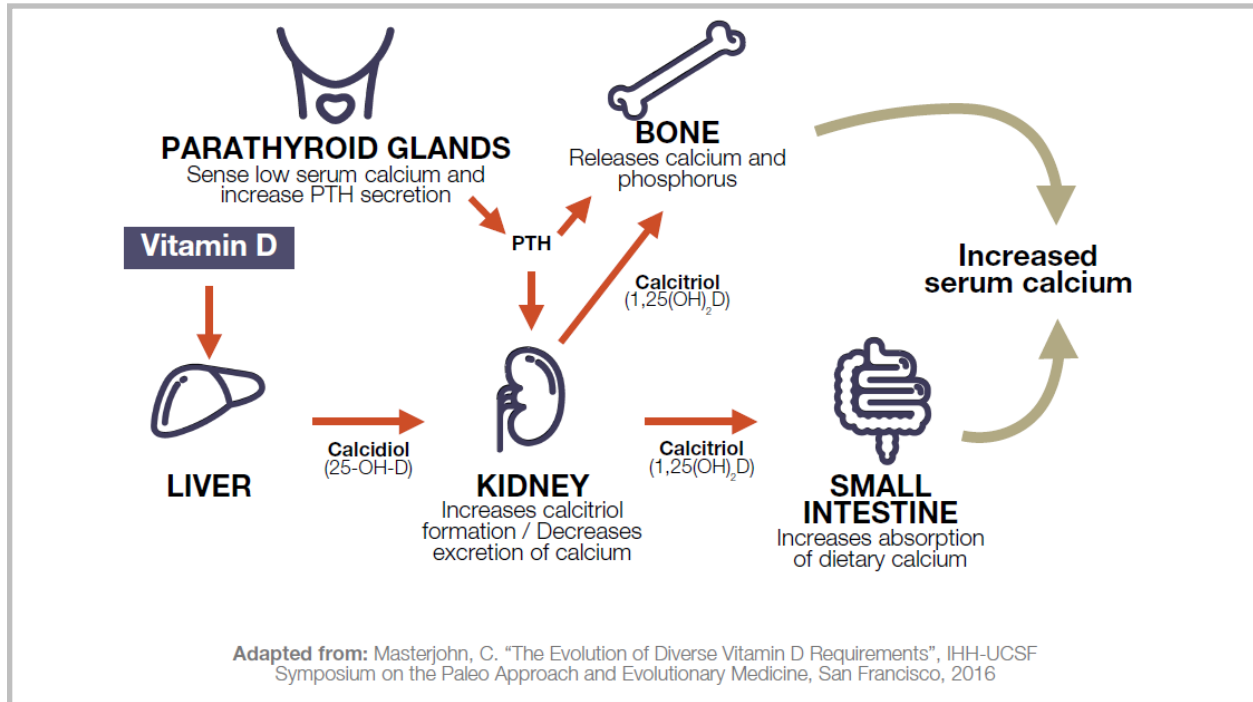 PARATHYROID GLANDS
Sense low serum calcium and
increase PTH secretion
BONE
Releases calcium and
phosphorus
Vitamin D
PTH
Increased
serum calcium
Calcitriol
(1,25(OH)₂D)
LIVER
Calcidiol
(25-OH-D)
KIDNEY
Increases calcitriol
formation / Decreases
excretion of calcium
Calcitriol
(1,25(OH)₂D)
SMALL
INTESTINE
Increases absorption
of dietary calcium
Adapted from: Masterjohn, C. “The Evolution of Diverse Vitamin D Requirements”, IHH-UCSF
Symposium on the Paleo Approach and Evolutionary Medicine, San Francisco, 2016